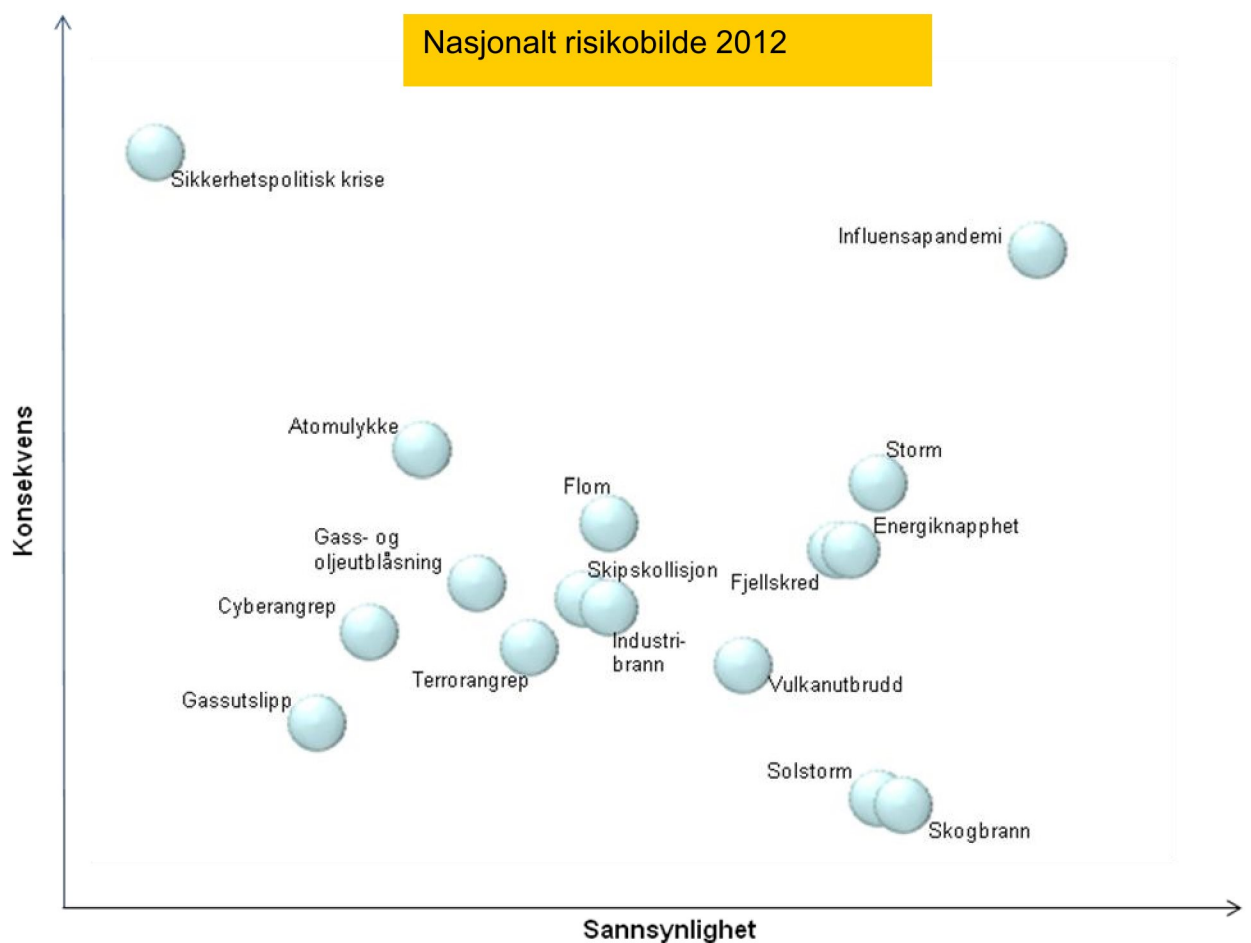 Nasjonalt risikobilde 2012
Sikkerhetspolitisk krise
Influensapandemi
Konsekvens
Atomulykke
Storm
Flom
Energiknapphet
Gass- og
oljeutblåsning
Skipskollisjon
Fjellskred
Cyberangrep
Industri-
brann
Terrorangrep
Vulkanutbrudd
Gassutslipp
Solstorm
Skogbrann
Sannsynlighet